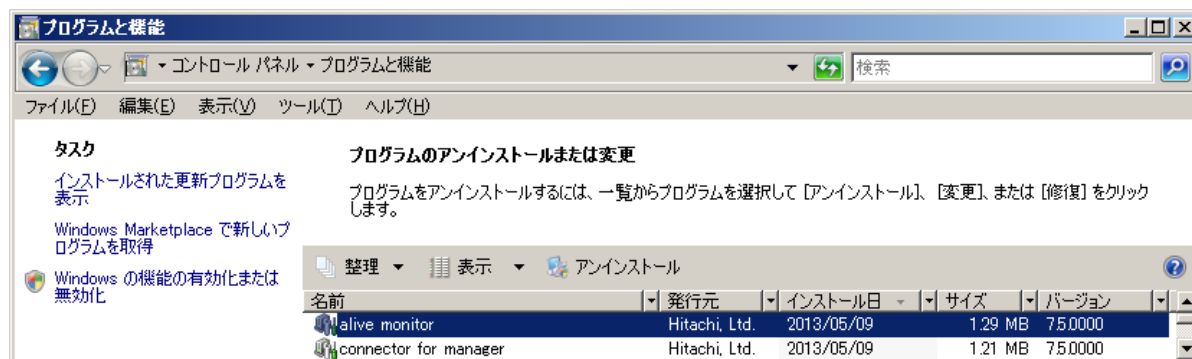 プログラムと機能
コントロール パネル ▾ プログラムと機能
検索
ファイル(F) 編集(E) 表示(V) ツール(T) ヘルプ(H)
タスク
インストールされた更新プログラムを
表示
Windows Marketplace で新しいプ
ログラムを取得
Windows の機能の有効化または
無効化
プログラムのアンインストールまたは変更
プログラムをアンインストールするには、一覧からプログラムを選択して [アンインストール]、[変更]、または [修復] をクリック
します。
整理 表示 アンインストール
名前 発行元 インストール日 サイズ バージョン
alive monitor Hitachi, Ltd. 2013/05/09 1.29 MB 7.5.0000
connector for manager Hitachi, Ltd. 2013/05/09 1.21 MB 7.5.0000